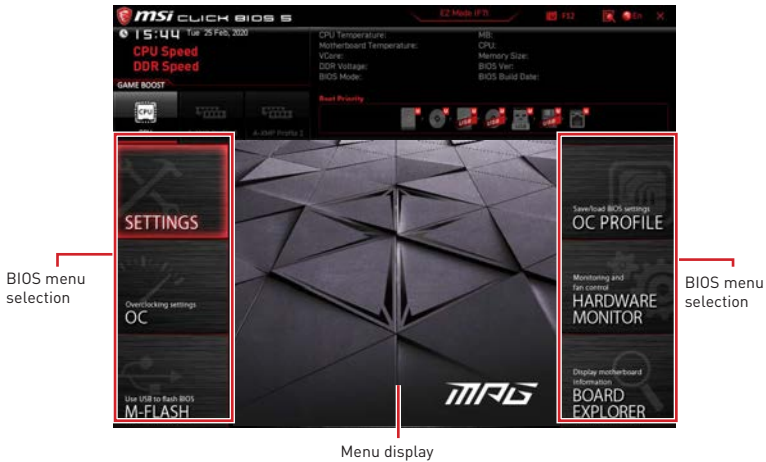 msi CLICK BIOS 5
EZ Mode (F7)
F12
En
X
15:44 Tue 25 Feb, 2020
CPU Speed
DDR Speed
GAME BOOST
CPU Temperature:
Motherboard Temperature:
VCore:
DDR Voltage:
BIOS Mode:
MB:
CPU:
Memory Size:
BIOS Ver:
BIOS Build Date:
Boot Priority
CPU
A-XMP Profile 2
USB
SETTINGS
Overclocking settings
OC
Use USB to flash BIOS
M-FLASH
Save/load BIOS settings
OC PROFILE
Monitoring and
fan control
HARDWARE
MONITOR
Display motherboard
information
BOARD
EXPLORER
MPG
BIOS menu
selection
BIOS menu
selection
Menu display